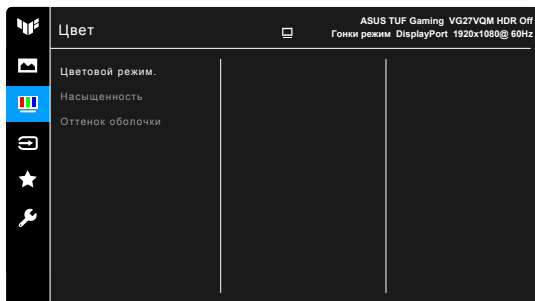 Цвет
ASUS TUF Gaming VG27VQM HDR Off
Гонки режим DisplayPort 1920x1080@ 60Hz
Цветовой режим.
Насыщенность
Оттенок оболочки